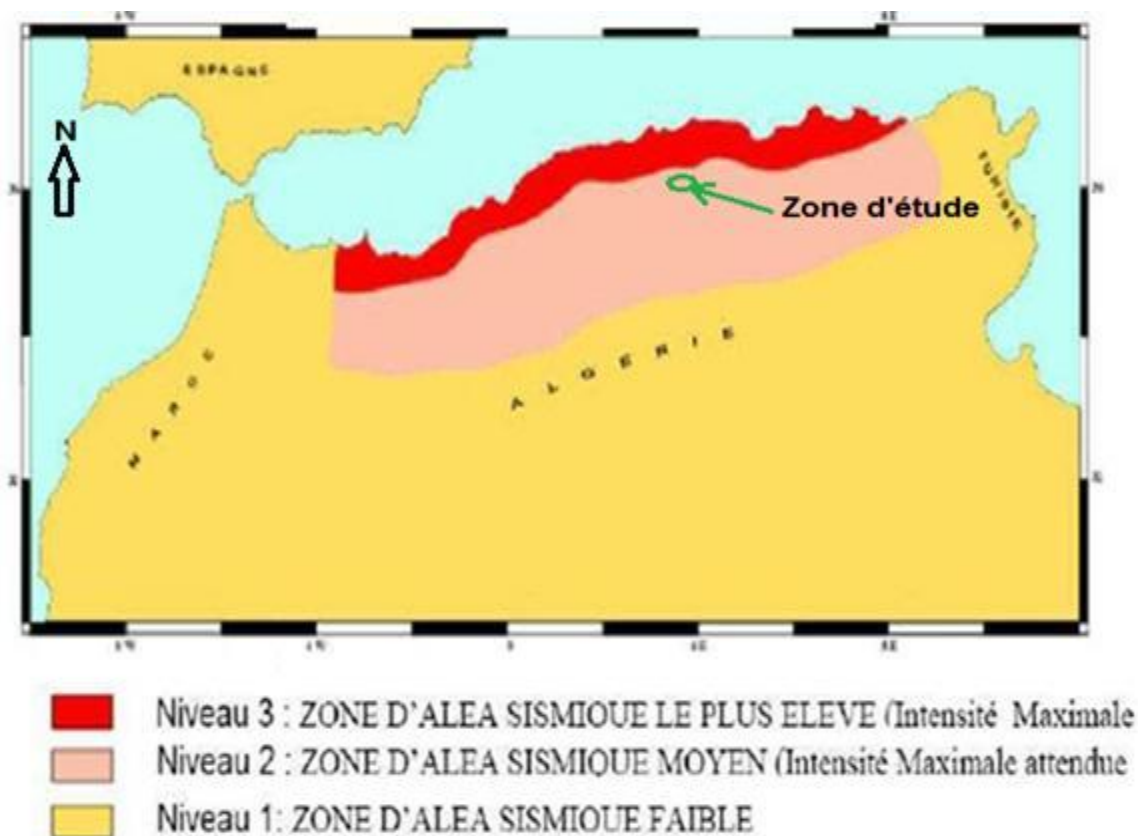 ESPAGNE
N
TUNISIE
Zone d'étude
ALGERIE
MAROC
Niveau 3 : ZONE D'ALEA SISMIQUE LE PLUS ELEVE (Intensité Maximale
Niveau 2 : ZONE D'ALEA SISMIQUE MOYEN (Intensité Maximale attendue
Niveau 1: ZONE D'ALEA SISMIQUE FAIBLE